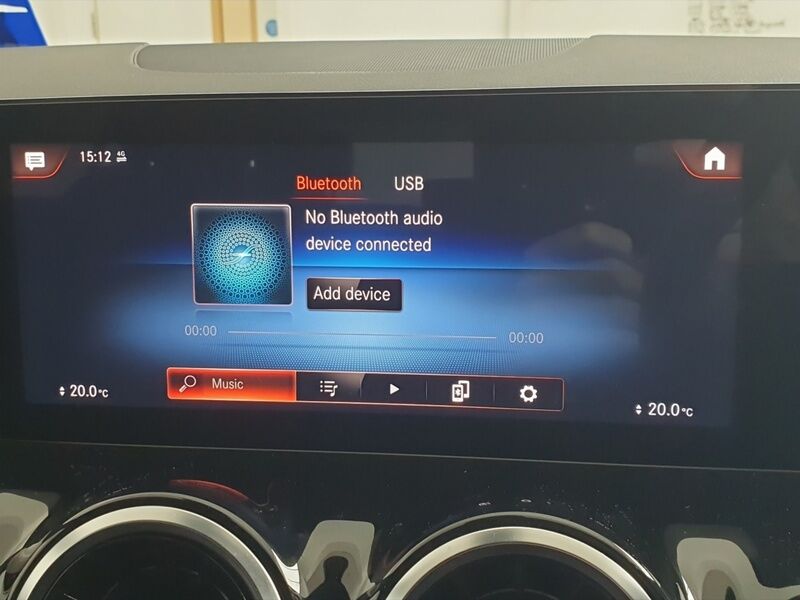 15:12 4G
Bluetooth USB
No Bluetooth audio
device connected
Add device
00:00 00:00
Music
20.0°C 20.0°C